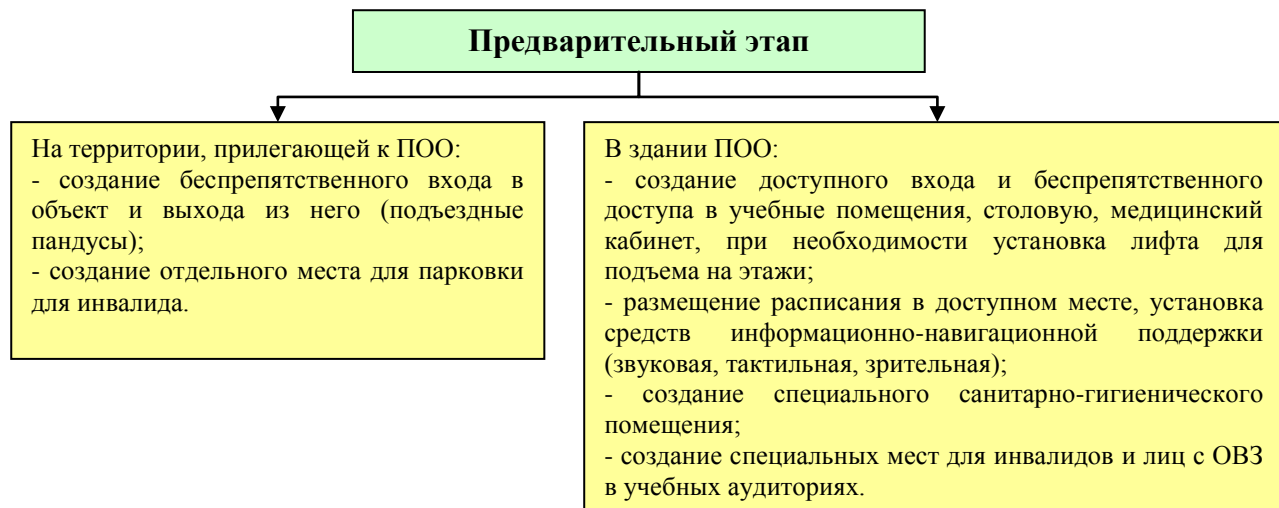 Предварительный этап
На территории, прилегающей к ПОО:
- создание беспрепятственного входа в
объект и выхода из него (подъездные
пандусы);
- создание отдельного места для парковки
для инвалида.
В здании ПОО:
- создание доступного входа и беспрепятственного
доступа в учебные помещения, столовую, медицинский
кабинет, при необходимости установка лифта для
подъема на этажи;
- размещение расписания в доступном месте, установка
средств информационно-навигационной поддержки
(звуковая, тактильная, зрительная);
- создание специального санитарно-гигиенического
помещения;
- создание специальных мест для инвалидов и лиц с ОВЗ
в учебных аудиториях.